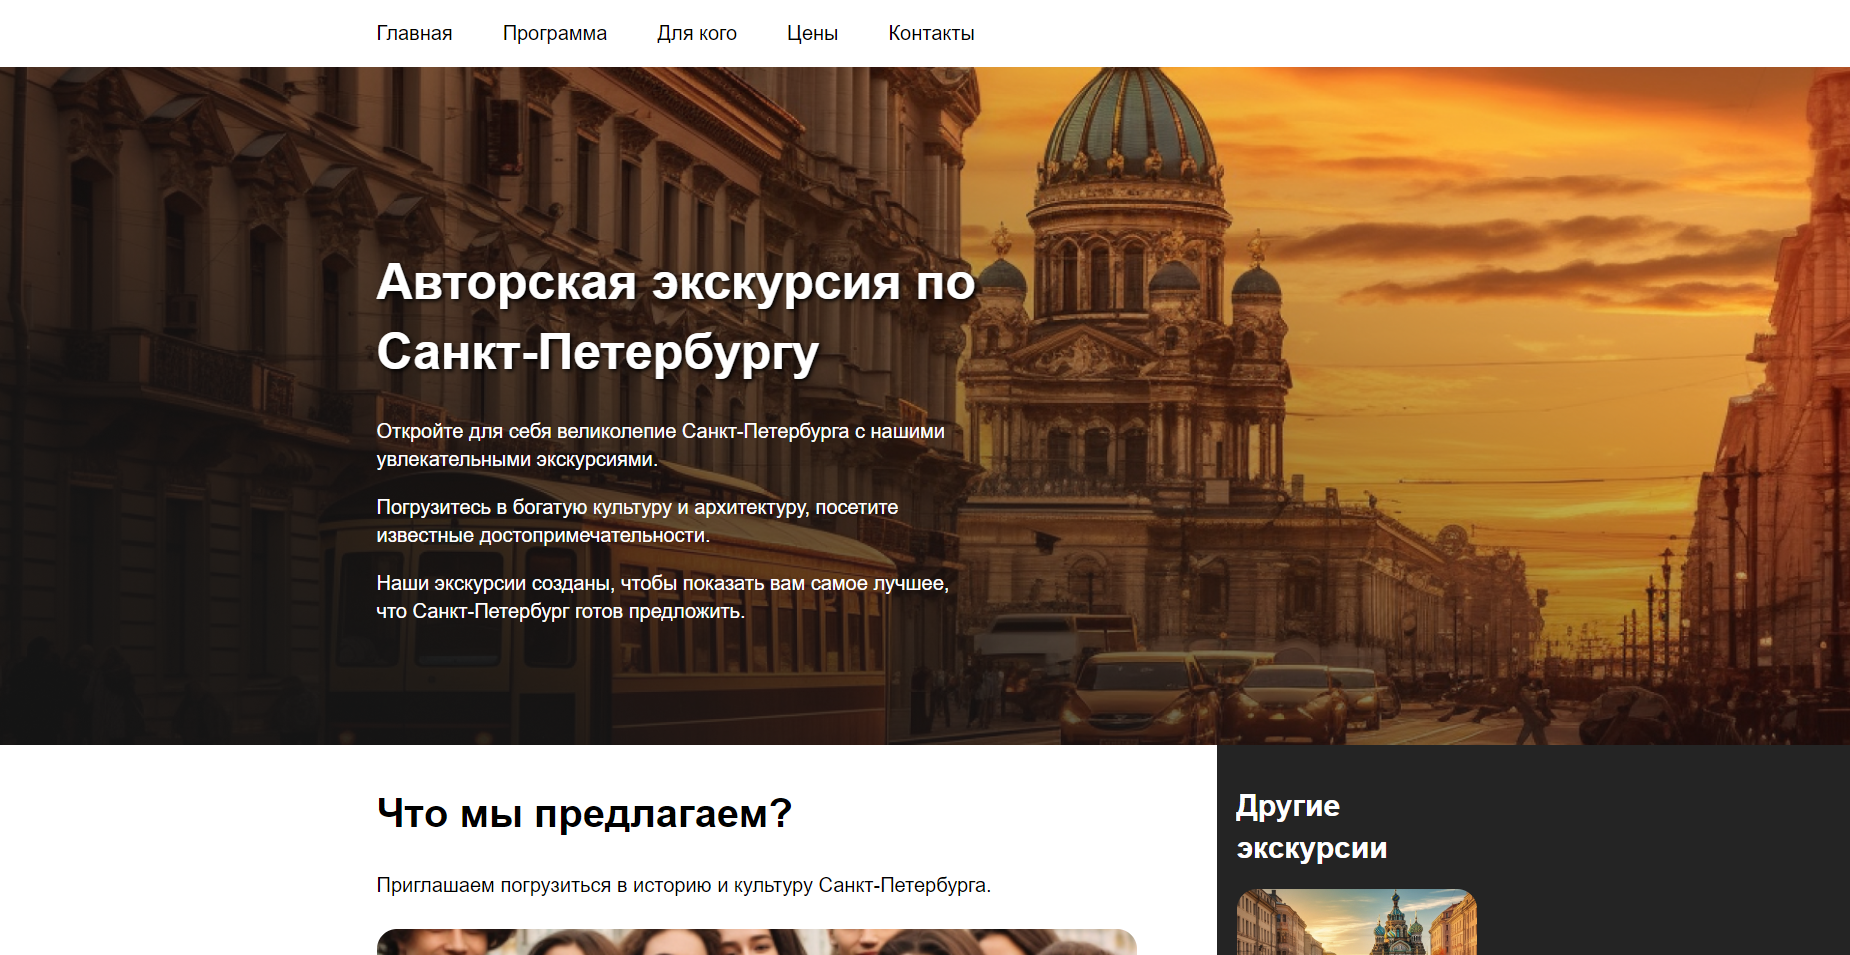 Главная Программа Для кого Цены Контакты
Авторская экскурсия по
Санкт-Петербургу
Откройте для себя великолепие Санкт-Петербурга с нашими
увлекательными экскурсиями.
Погрузитесь в богатую культуру и архитектуру, посетите
известные достопримечательности.
Наши экскурсии созданы, чтобы показать вам самое лучшее,
что Санкт-Петербург готов предложить.
Что мы предлагаем?
Приглашаем погрузиться в историю и культуру Санкт-Петербурга.
Другие
экскурсии